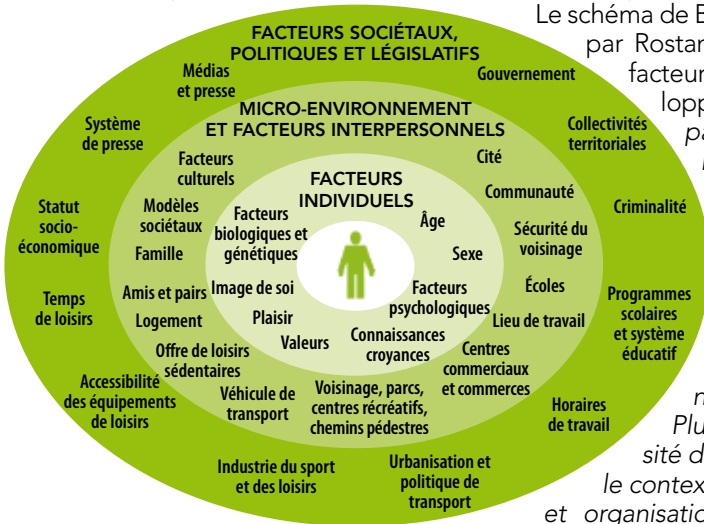 FACTEURS SOCIÉTAUX,
POLITIQUES ET LÉGISLATIFS
Médias
et presse
Gouvernement
Système
de presse
Collectivités
territoriales
Statut
socio-
économique
Criminalité
Temps
de loisirs
Programmes
scolaires
et système
éducatif
Accessibilité
des équipements
de loisirs
Horaires
de travail
Industrie du sport
et des loisirs
Urbanisation et
politique de
transport
MICRO-ENVIRONNEMENT
ET FACTEURS INTERPERSONNELS
Facteurs
culturels
Cité
Modèles
sociétaux
Communauté
Famille
Sécurité du
voisinage
Amis et pairs
Écoles
Logement
Lieu de travail
Offre de loisirs
sédentaires
Centres
commerciaux
et commerces
Véhicule de
transport
Voisinage, parcs,
centres récréatifs,
chemins pédestres
FACTEURS
INDIVIDUELS
Facteurs
biologiques et
génétiques
Âge
Sexe
Image de soi
Facteurs
psychologiques
Plaisir
Valeurs
Connaissances
croyances
Le schéma de
par Rostan
facteur
lopp
pa
n
Plu
sité d
le contex
et organisatio